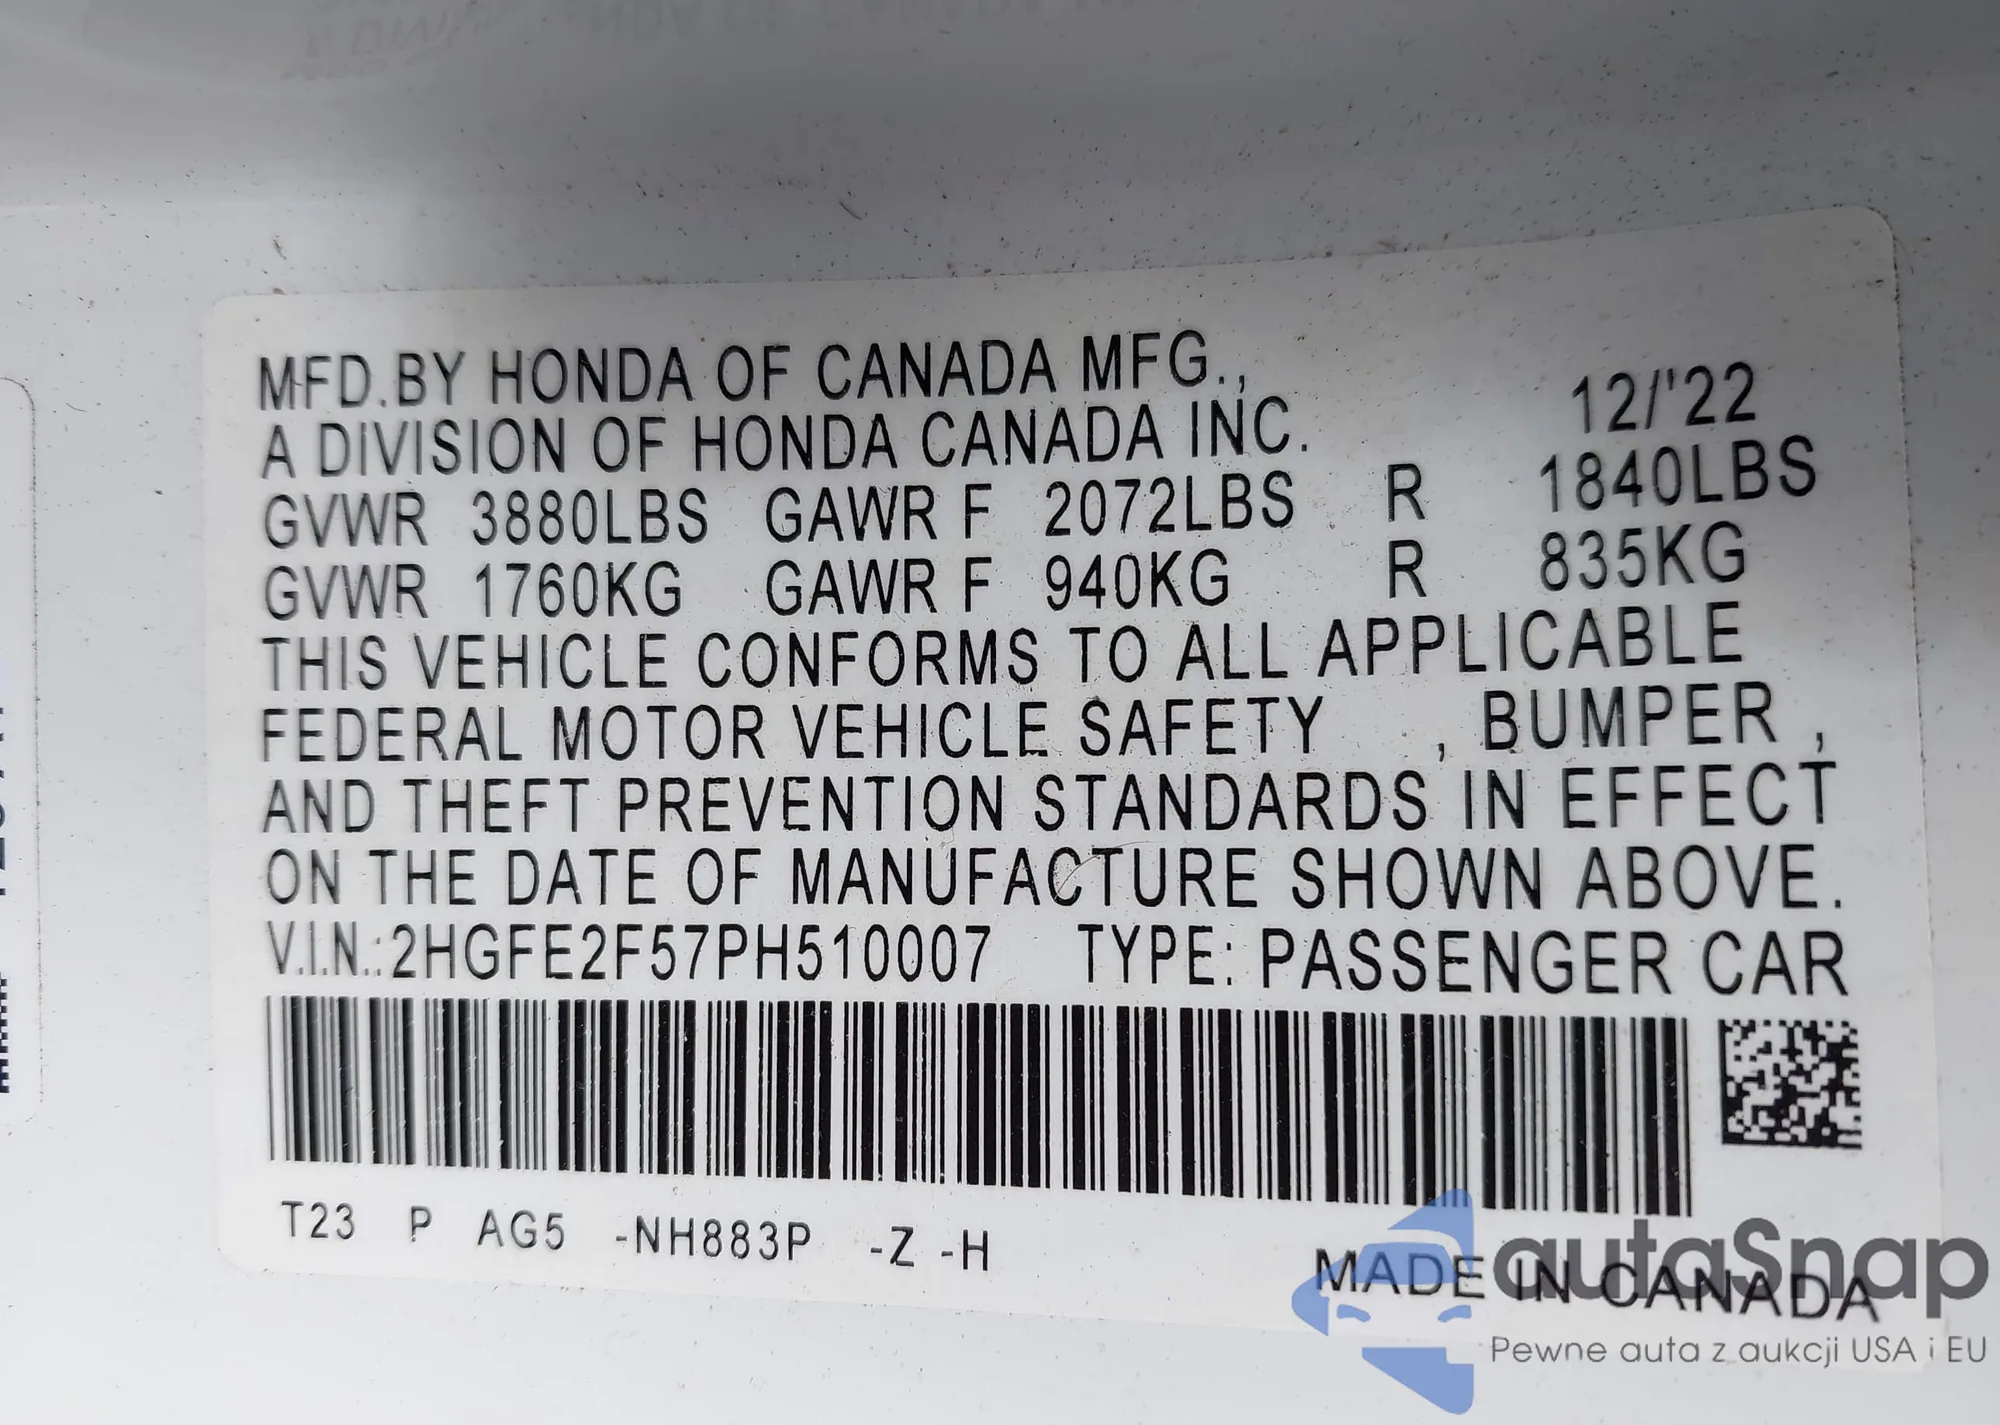 MFD.BY HONDA OF CANADA MFG.,
A DIVISION OF HONDA CANADA INC. 12/'22
GVWR 3880LBS GAWR F 2072LBS R 1840LBS
GVWR 1760KG GAWR F 940KG R 835KG
THIS VEHICLE CONFORMS TO ALL APPLICABLE
FEDERAL MOTOR VEHICLE SAFETY , BUMPER ,
AND THEFT PREVENTION STANDARDS IN EFFECT
ON THE DATE OF MANUFACTURE SHOWN ABOVE.
V.I.N.:2HGFE2F57PH510007 TYPE: PASSENGER CAR
T23 P AG5 -NH883P -Z -H
MADE IN CANADA
autoSnap
Pewne auta z aukcji USA i EU